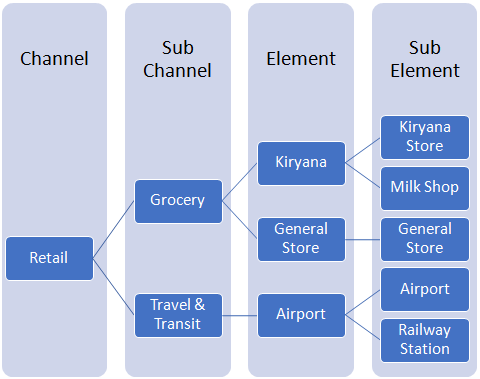 Channel
Sub
Channel
Element
Sub
Element
Retail
Grocery
Travel &
Transit
Kiryana
General
Store
Airport
Kiryana
Store
Milk Shop
General
Store
Airport
Railway
Station